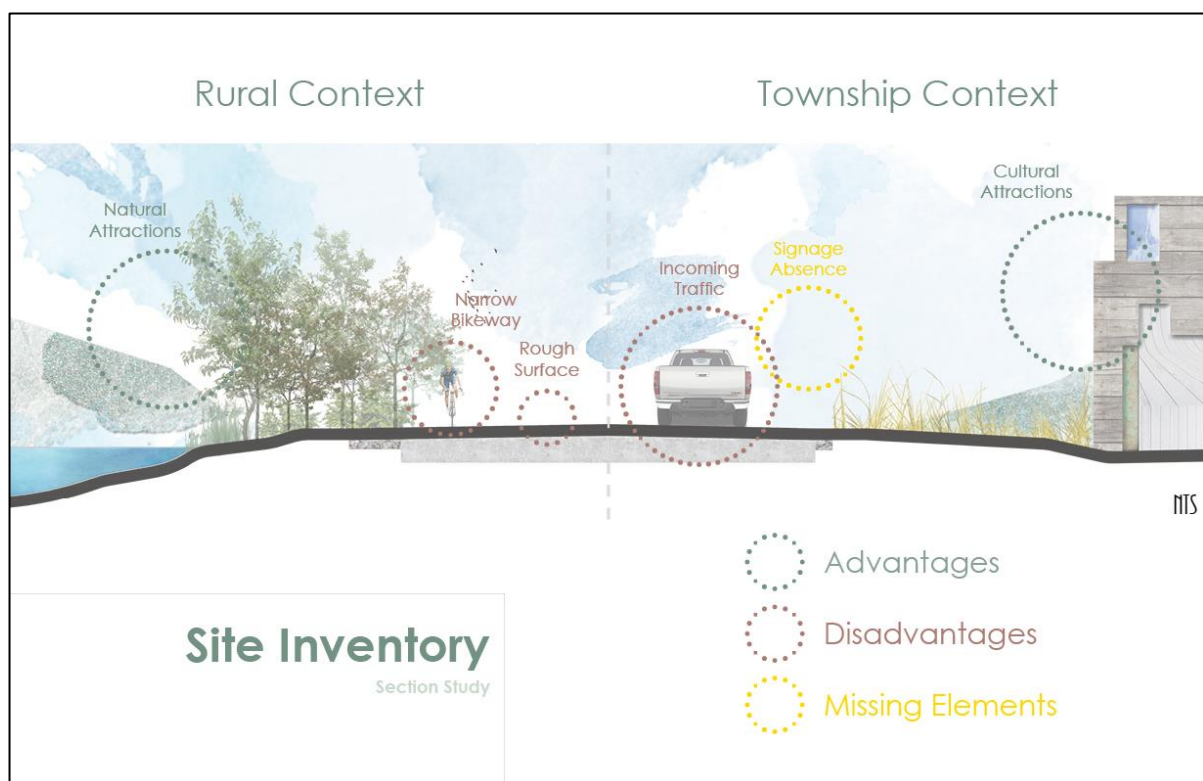 Rural Context
Township Context
Natural
Attractions
Narrow
Bikeway
Rough
Surface
Incoming
Traffic
Signage
Absence
Cultural
Attractions
NTS
Advantages
Disadvantages
Missing Elements
Site Inventory
Section Study